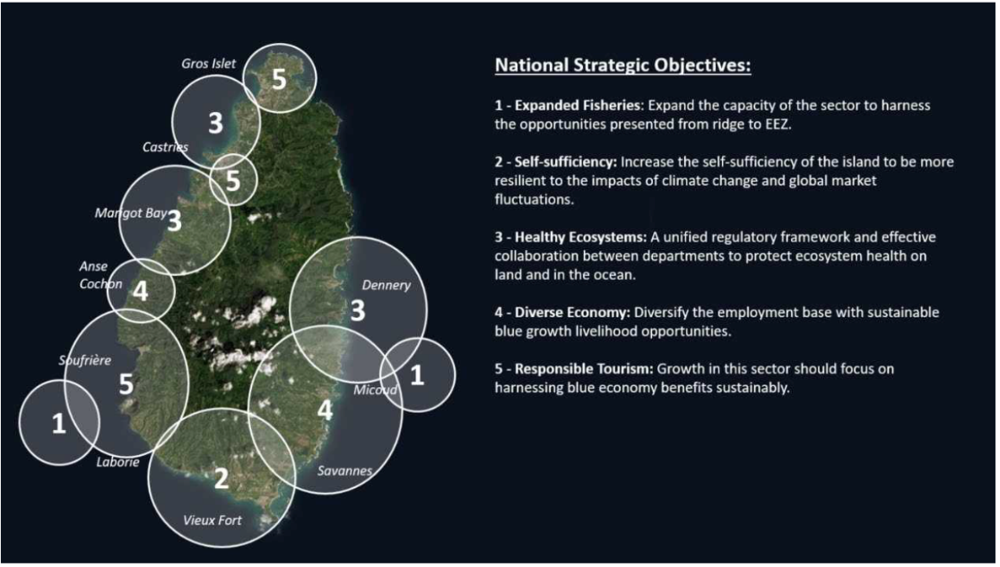 National Strategic Objectives:
1 - Expanded Fisheries: Expand the capacity of the sector to harness
the opportunities presented from ridge to EEZ.
2 - Self-sufficiency: Increase the self-sufficiency of the island to be more
resilient to the impacts of climate change and global market
fluctuations.
3 - Healthy Ecosystems: A unified regulatory framework and effective
collaboration between departments to protect ecosystem health on
land and in the ocean.
4 - Diverse Economy: Diversify the employment base with sustainable
blue growth livelihood opportunities.
5 - Responsible Tourism: Growth in this sector should focus on
harnessing blue economy benefits sustainably.
Gros Islet
5
3
Castries
5
Marigot Bay
3
Anse
Cochon
4
Dennery
3
Soufrière
5
1
Micoud
1
4
Laborie
Savannes
2
Vieux Fort